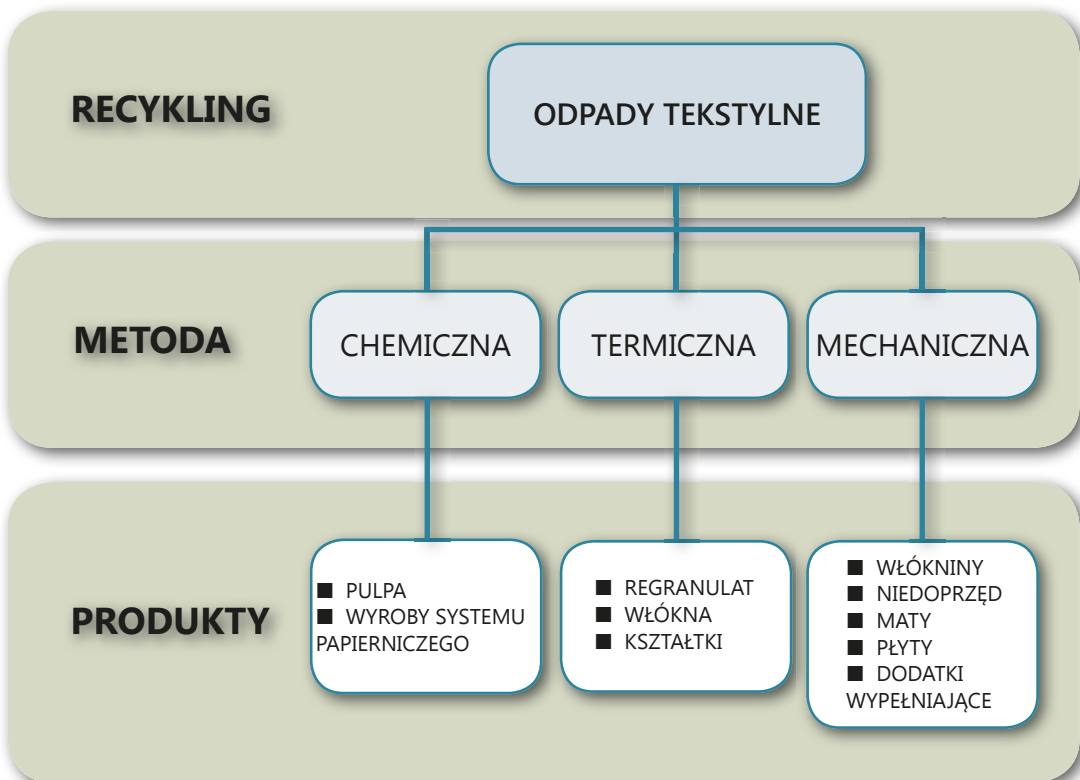 RECYKLING
ODPADY TEKSTYLNE
METODA
CHEMICZNA
TERMICZNA
MECHANICZNA
PRODUKTY
■ PULPA
■ WYROBY SYSTEMU
PAPIERNICZEGO
■ REGRANULAT
■ WŁÓKNA
■ KSZTAŁTKI
■ WŁÓKNINY
■ NIEDOPRZĘD
■ MATY
■ PŁYTY
■ DODATKI
WYPEŁNIAJĄCE